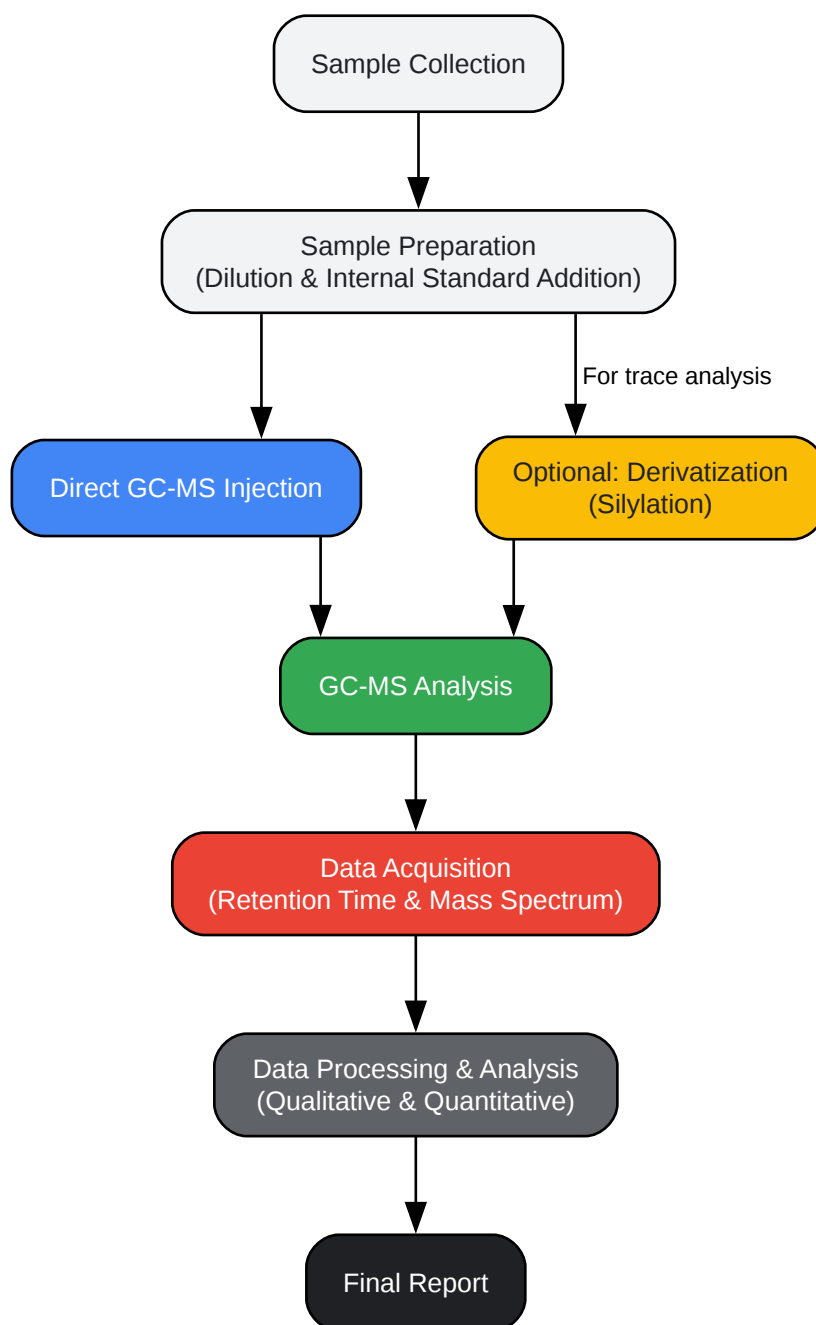 Sample Collection
Sample Preparation
(Dilution & Internal Standard Addition)
For trace analysis
Direct GC-MS Injection
Optional: Derivatization
(Silylation)
GC-MS Analysis
Data Acquisition
(Retention Time & Mass Spectrum)
Data Processing & Analysis
(Qualitative & Quantitative)
Final Report